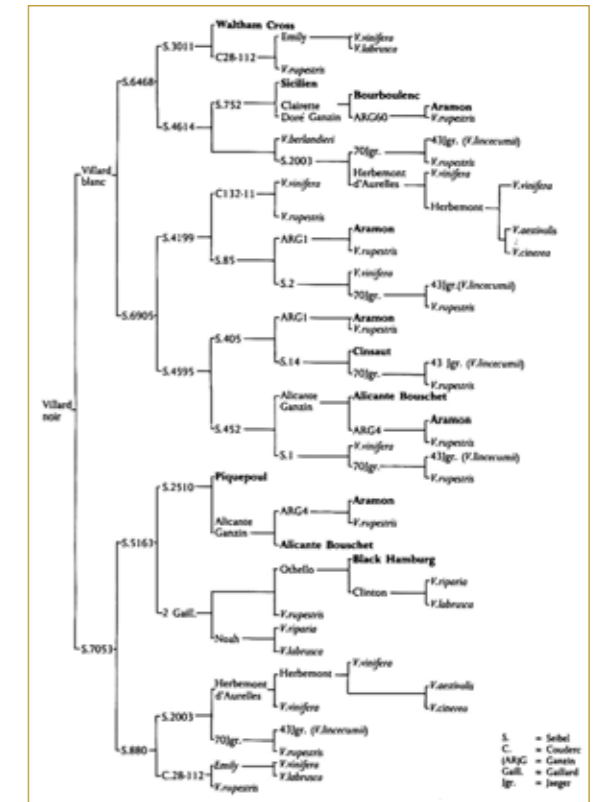 Waltham Cross
S.3011
Emily
V.vinifera
V.labrusca
C28-112
V.rupestris
S.6468
Sicilien
S.752
Bourboulenc
Clairette
Doré Ganzin
Aramon
ARG60
V.rupestris
S.4614
V.berlandieri
43Jgr. (V.lincecumii)
70Jgr.
V.rupestris
S.2003
Villard
blanc
Herbemont
d'Aurelles
V.vinifera
V.vinifera
Herbemont
V.vinifera
C132-11
V.aestivalis
V.rupestris
V.cinerea
S.4199
Aramon
ARG1
V.rupestris
S.85
V.vinifera
S.2
43Jgr.(V.lincecumii)
70Jgr.
V.rupestris
S.6905
Aramon
ARG1
V.rupestris
S.405
Cinsaut
S.14
43 Jgr. (V.lincecumii)
70Jgr.
V.rupestris
S.4595
Alicante
Ganzin
Alicante Bouschet
Villard
noir
Aramon
ARG4
V.rupestris
S.452
V.vinifera
S.1
43Jgr. (V.lincecumii)
70Jgr.
V.rupestris
Piquepoul
S.2510
Aramon
ARG4
V.rupestris
Alicante
Ganzin
Alicante Bouschet
S.5163
Black Hamburg
Othello
V.riparia
Clinton
V.labrusca
V.rupestris
2 Gaill.
V.riparia
Noah
V.labrusca
S.7053
V.vinifera
Herbemont
Herbemont
d'Aurelles
V.aestivalis
V.vinifera
V.cinerea
S.2003
43Jgr. (V.lincecumii)
70Jgr.
V.rupestris
S.880
Emily
V.vinifera
V.labrusca
C.28-112
V.rupestris
S. = Seibel
C. = Couderc
(AR)G = Ganzin
Gaill. = Gaillard
Jgr. = Jaeger